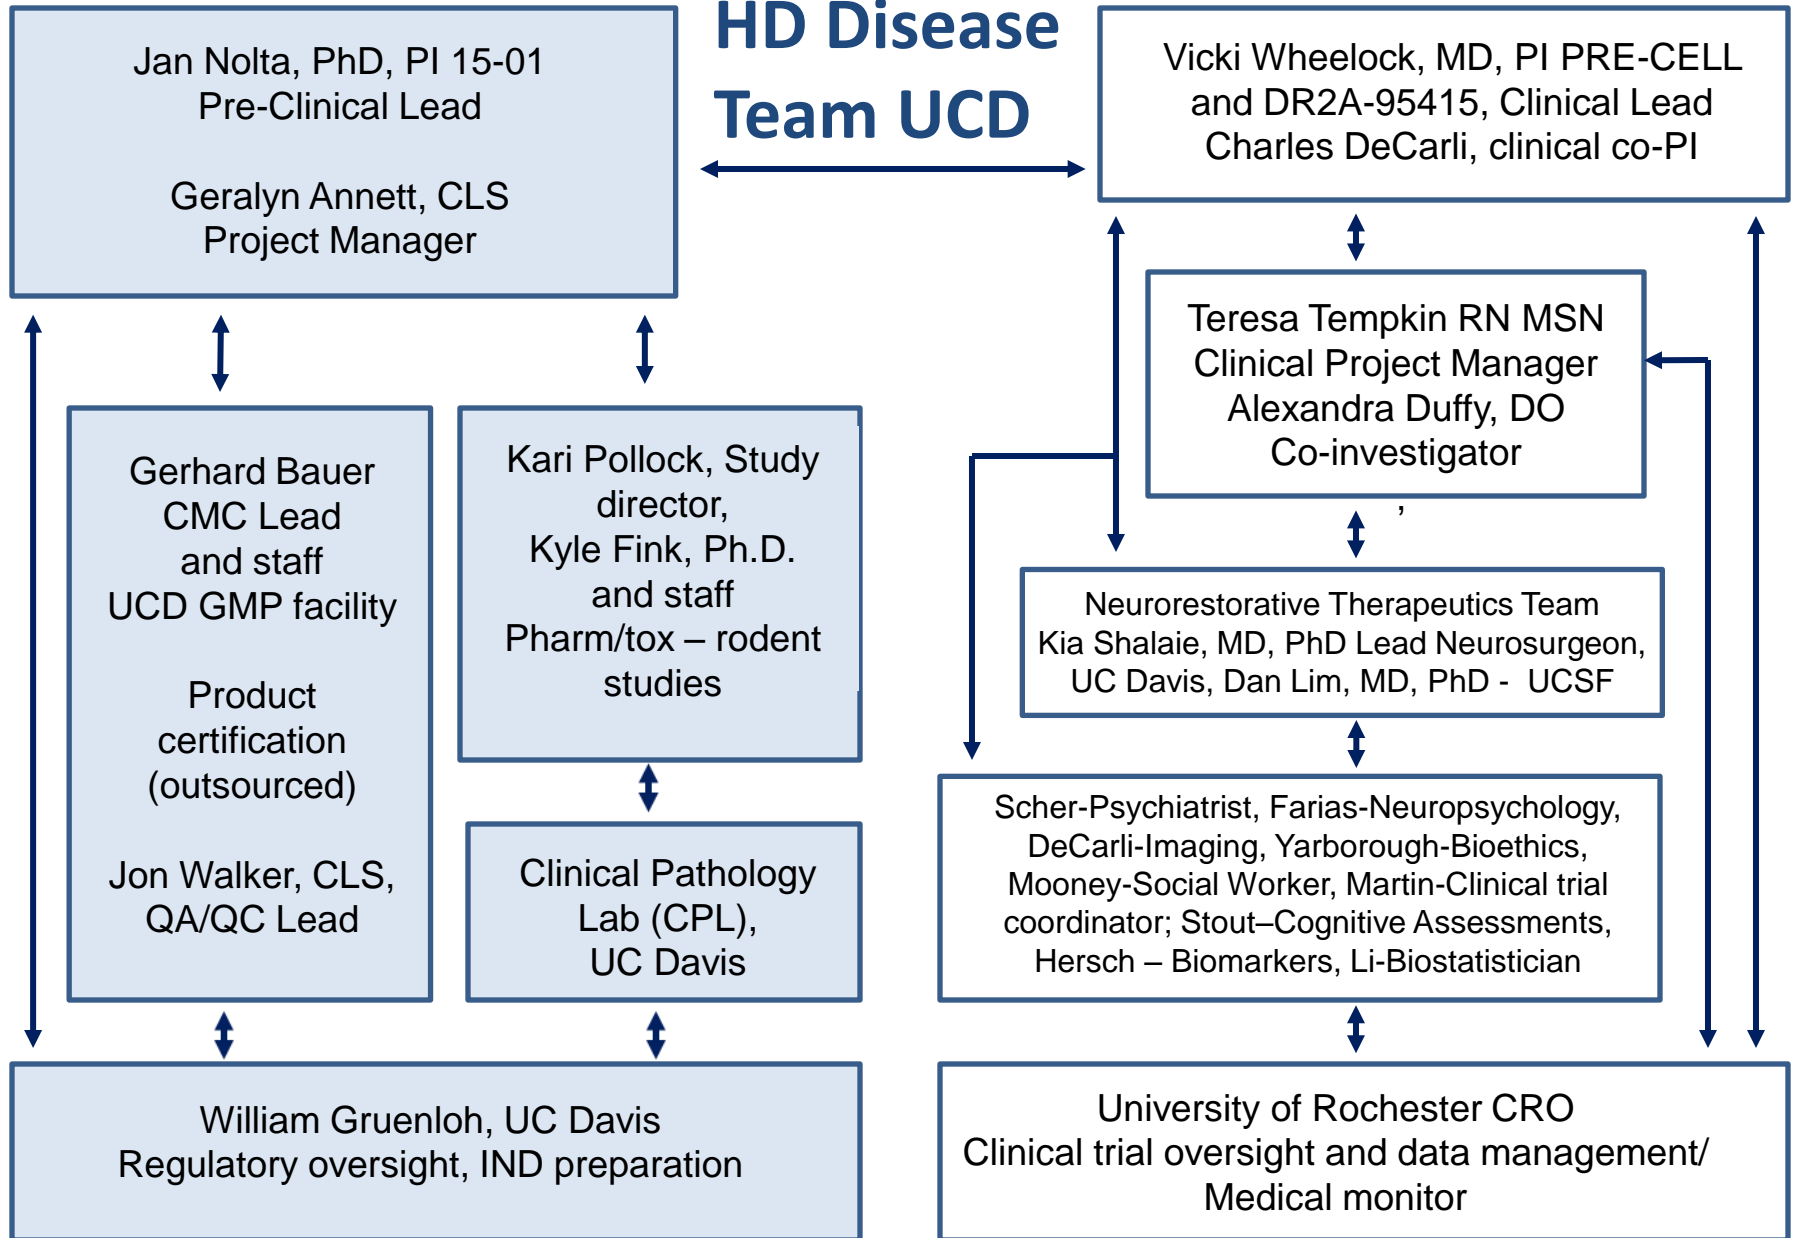 HD Disease
Team UCD
Jan Nolta, PhD, PI 15-01
Pre-Clinical Lead
Geralyn Annett, CLS
Project Manager
Vicki Wheelock, MD, PI PRE-CELL
and DR2A-95415, Clinical Lead
Charles DeCarli, clinical co-PI
Teresa Tempkin RN MSN
Clinical Project Manager
Alexandra Duffy, DO
Co-investigator
,
Gerhard Bauer
CMC Lead
and staff
UCD GMP facility
Product
certification
(outsourced)
Jon Walker, CLS,
QA/QC Lead
Kari Pollock, Study
director,
Kyle Fink, Ph.D.
and staff
Pharm/tox – rodent
studies
Clinical Pathology
Lab (CPL),
UC Davis
Neurorestorative Therapeutics Team
Kia Shalaie, MD, PhD Lead Neurosurgeon,
UC Davis, Dan Lim, MD, PhD - UCSF
Scher-Psychiatrist, Farias-Neuropsychology,
DeCarli-Imaging, Yarborough-Bioethics,
Mooney-Social Worker, Martin-Clinical trial
coordinator; Stout–Cognitive Assessments,
Hersch – Biomarkers, Li-Biostatistician
William Gruenloh, UC Davis
Regulatory oversight, IND preparation
University of Rochester CRO
Clinical trial oversight and data management/
Medical monitor